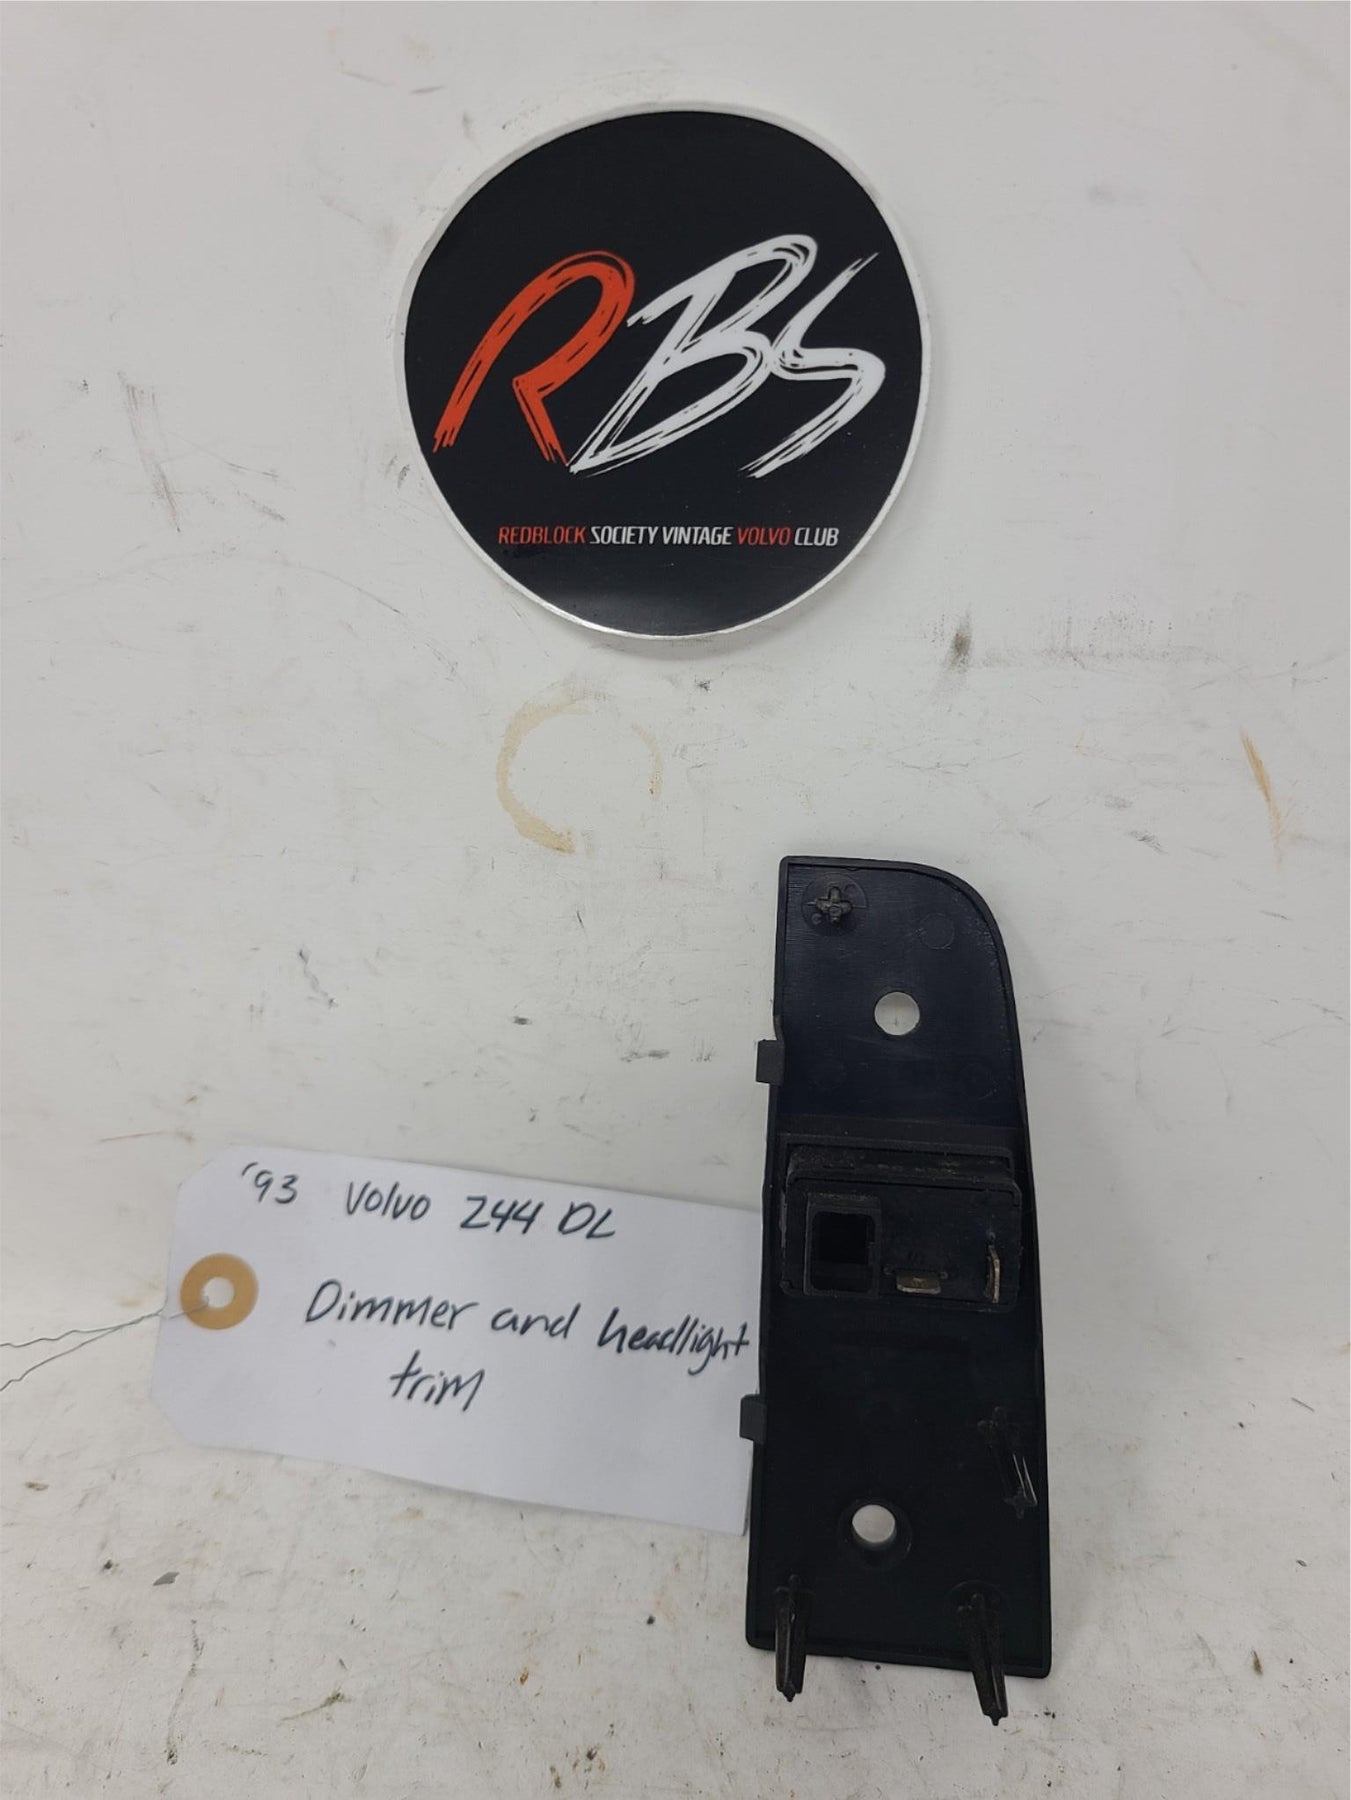 RBS
REDBLOCK SOCIETY VINTAGE VOLVO CLUB
'93 Volvo 244 DL
Dimmer and headlight
trim